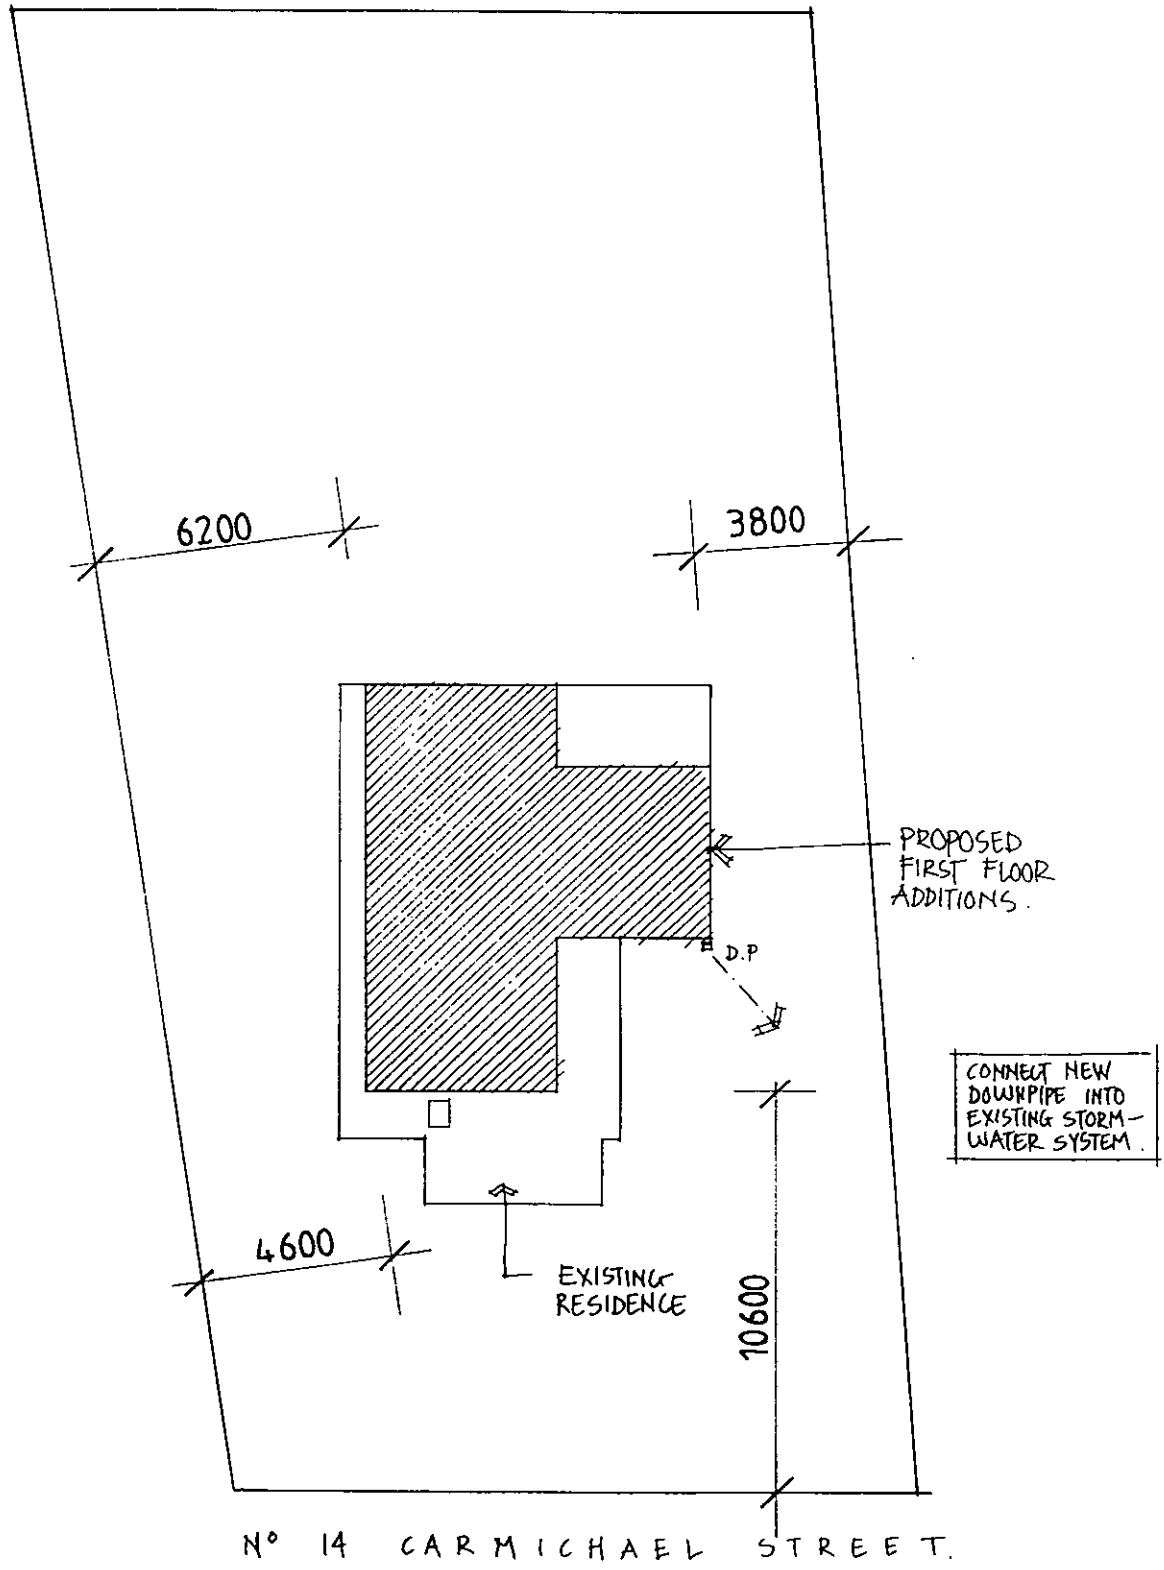 6200
3800
PROPOSED
FIRST FLOOR
ADDITIONS.
D.P
CONNECT NEW
DOWNPIPE INTO
EXISTING STORM-
WATER SYSTEM.
4600
EXISTING
RESIDENCE
10600
Nº 14 CARMICHAEL STREET.